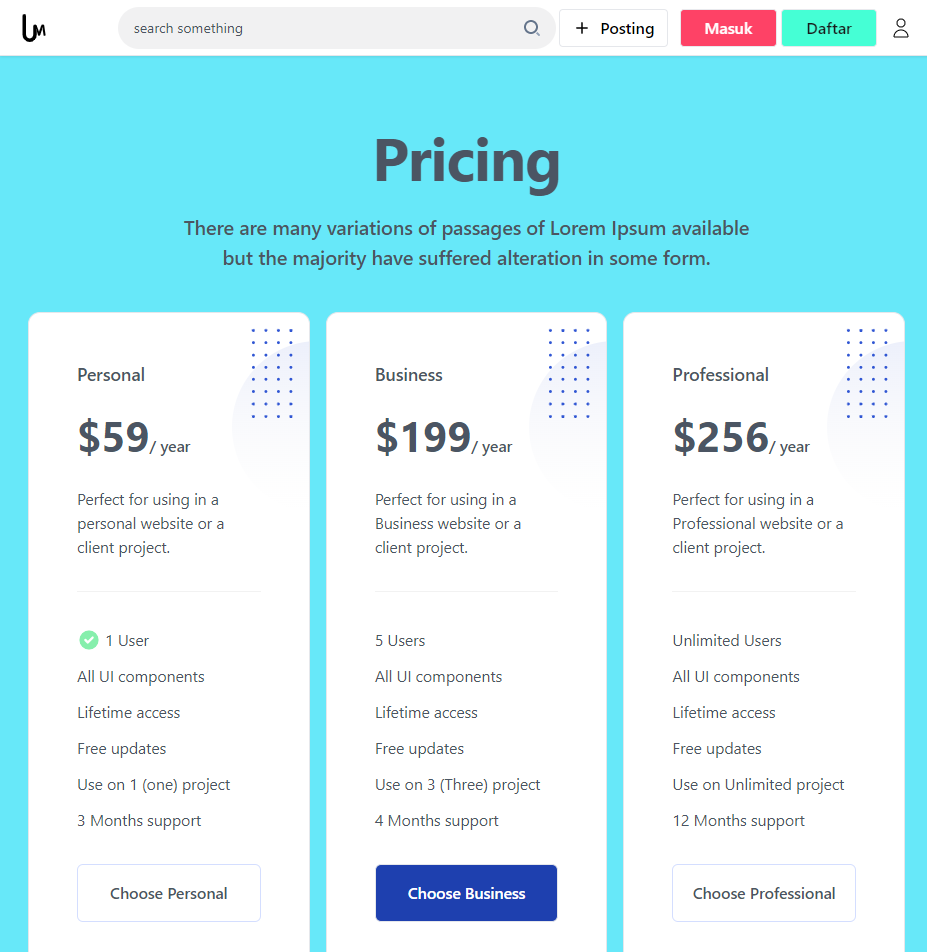 UM
search something
+ Posting
Masuk
Daftar
Pricing
There are many variations of passages of Lorem Ipsum available
but the majority have suffered alteration in some form.
Personal
$59/ year
Perfect for using in a
personal website or a
client project.
1 User
All UI components
Lifetime access
Free updates
Use on 1 (one) project
3 Months support
Choose Personal
Business
$199/ year
Perfect for using in a
Business website or a
client project.
5 Users
All UI components
Lifetime access
Free updates
Use on 3 (Three) project
4 Months support
Choose Business
Professional
$256/ year
Perfect for using in a
Professional website or a
client project.
Unlimited Users
All UI components
Lifetime access
Free updates
Use on Unlimited project
12 Months support
Choose Professional